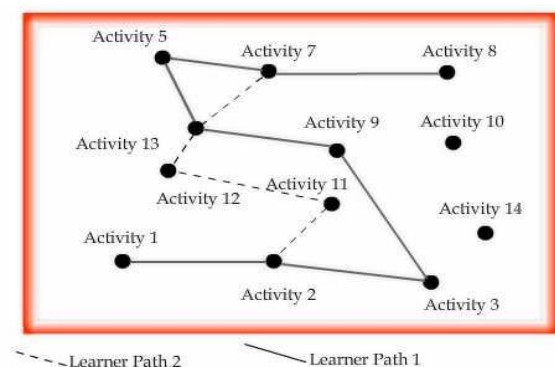 Activity 5
Activity 7
Activity 8
Activity 13
Activity 9
Activity 10
Activity 12
Activity 11
Activity 14
Activity 1
Activity 2
Activity 3
Learner Path 2
Learner Path 1